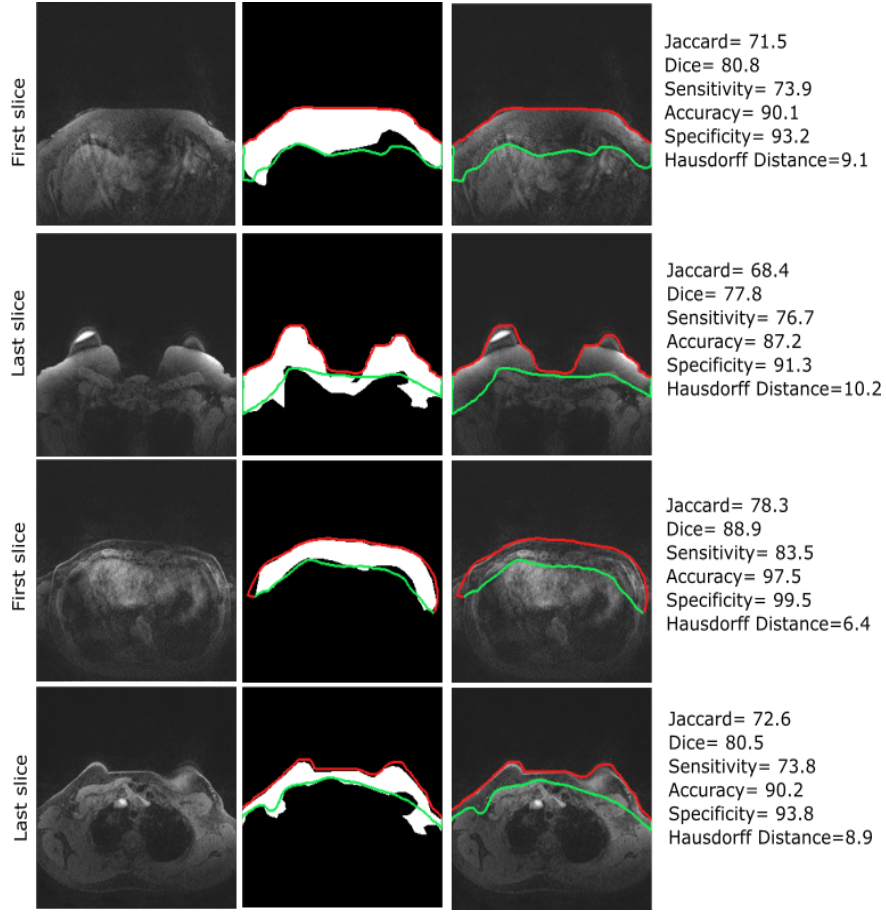 First slice
Jaccard= 71.5
Dice= 80.8
Sensitivity= 73.9
Accuracy= 90.1
Specificity= 93.2
Hausdorff Distance=9.1
Last slice
Jaccard= 68.4
Dice= 77.8
Sensitivity= 76.7
Accuracy= 87.2
Specificity= 91.3
Hausdorff Distance=10.2
First slice
Jaccard= 78.3
Dice= 88.9
Sensitivity= 83.5
Accuracy= 97.5
Specificity= 99.5
Hausdorff Distance=6.4
Last slice
Jaccard= 72.6
Dice= 80.5
Sensitivity= 73.8
Accuracy= 90.2
Specificity= 93.8
Hausdorff Distance=8.9